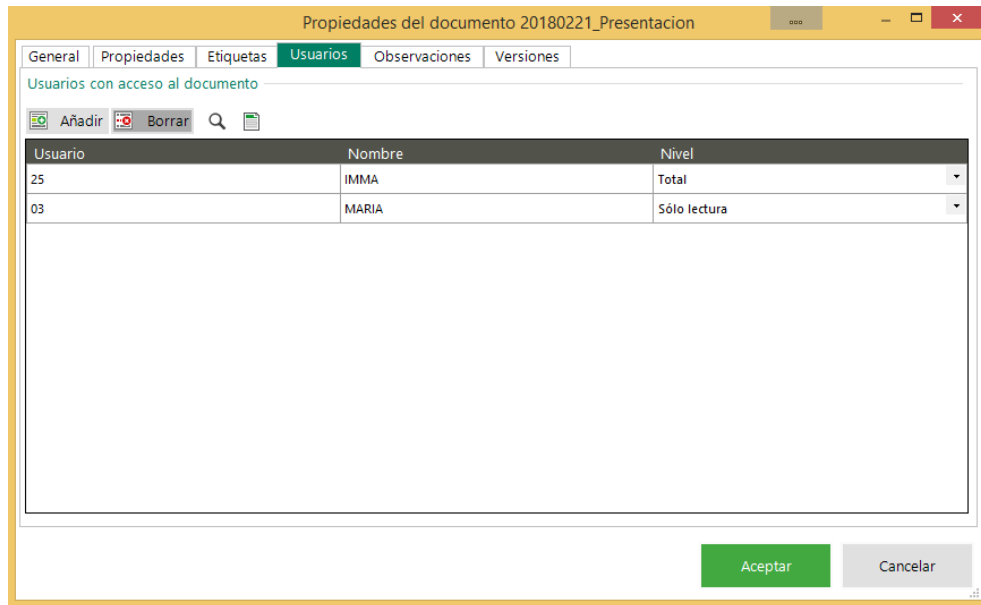 Propiedades del documento 20180221_Presentacion
General Propiedades Etiquetas Usuarios Observaciones Versiones
Usuarios con acceso al documento
Añadir Borrar
Usuario Nombre Nivel
25 IMMA Total
03 MARIA Sólo lectura
Aceptar Cancelar